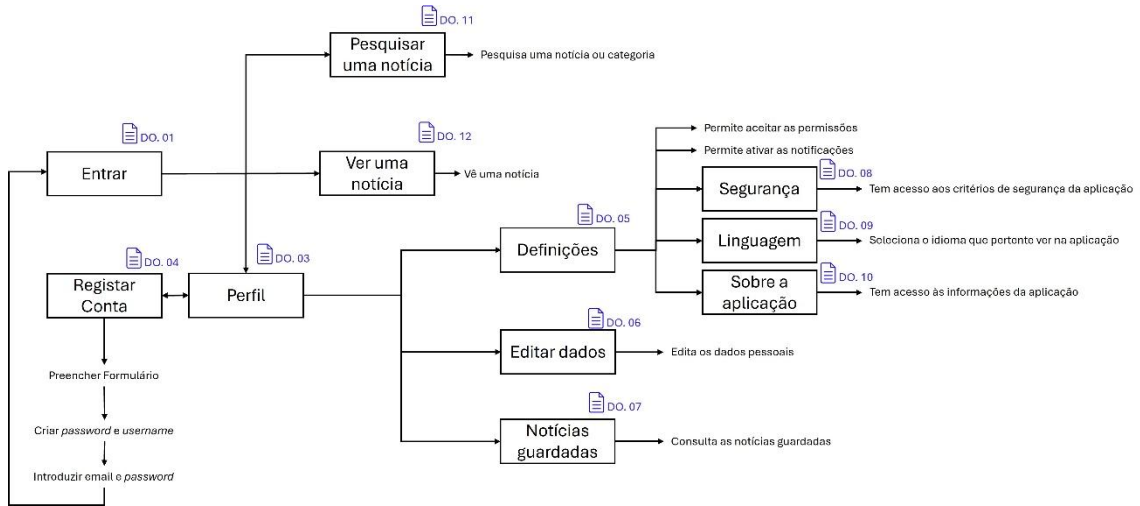 DO. 11
Pesquisar
uma notícia
Pesquisa uma notícia ou categoria
DO. 01
Entrar
DO. 12
Ver uma
notícia
Vê uma notícia
Permite aceitar as permissões
Permite ativar as notificações
DO. 08
Segurança
Tem acesso aos critérios de segurança da aplicação
DO. 05
Definições
DO. 09
Linguagem
Seleciona o idioma que pertente ver na aplicação
DO. 10
Sobre a
aplicação
Tem acesso às informações da aplicação
DO. 04
Registar
Conta
DO. 03
Perfil
DO. 06
Editar dados
Edita os dados pessoais
Preencher Formulário
Criar password e username
Introduzir email e password
DO. 07
Notícias
guardadas
Consulta as notícias guardadas